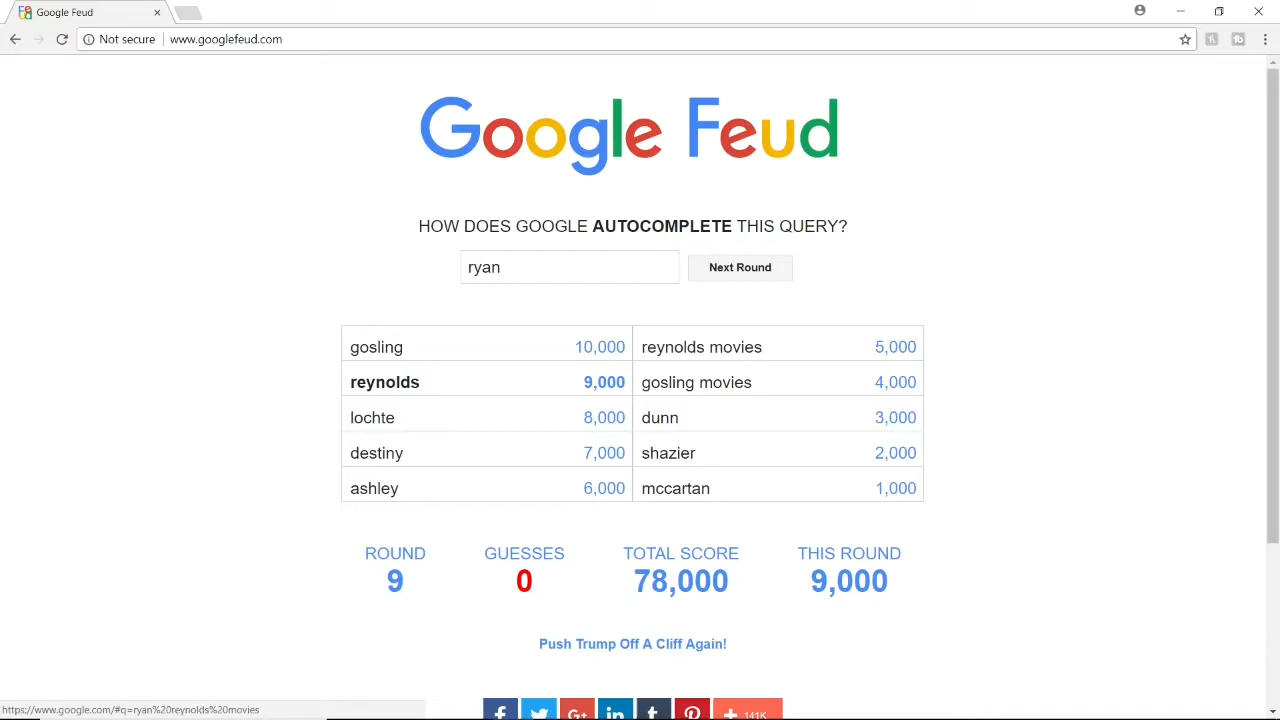 Google Feud
Not secure
www.googlefeud.com
Google Feud
HOW DOES GOOGLE AUTOCOMPLETE THIS QUERY?
ryan
Next Round
gosling 10,000
reynolds 9,000
lochte 8,000
destiny 7,000
ashley 6,000
reynolds movies 5,000
gosling movies 4,000
dunn 3,000
shazier 2,000
mccartan 1,000
ROUND GUESSES TOTAL SCORE THIS ROUND
9 0 78,000 9,000
Push Trump Off A Cliff Again!
141K
https://www.google.com/#q=ryan%20reynolds%20movies